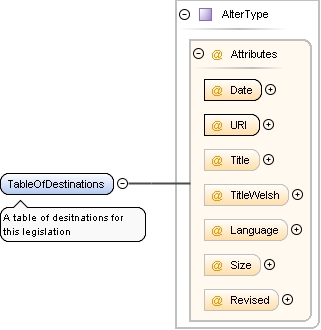 AlterType
@ Attributes
@ Date
@ URI
@ Title
TableOfDestinations
@ TitleWelsh
A table of desitnations for
this legislation
@ Language
@ Size
@ Revised